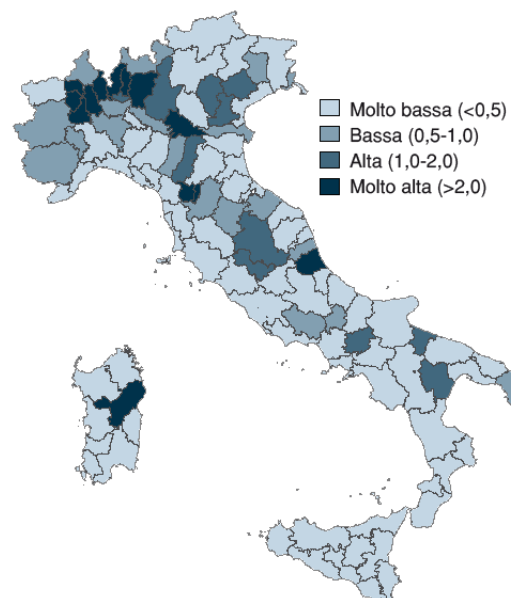 Molto bassa (<0,5)
Bassa (0,5-1,0)
Alta (1,0-2,0)
Molto alta (>2,0)